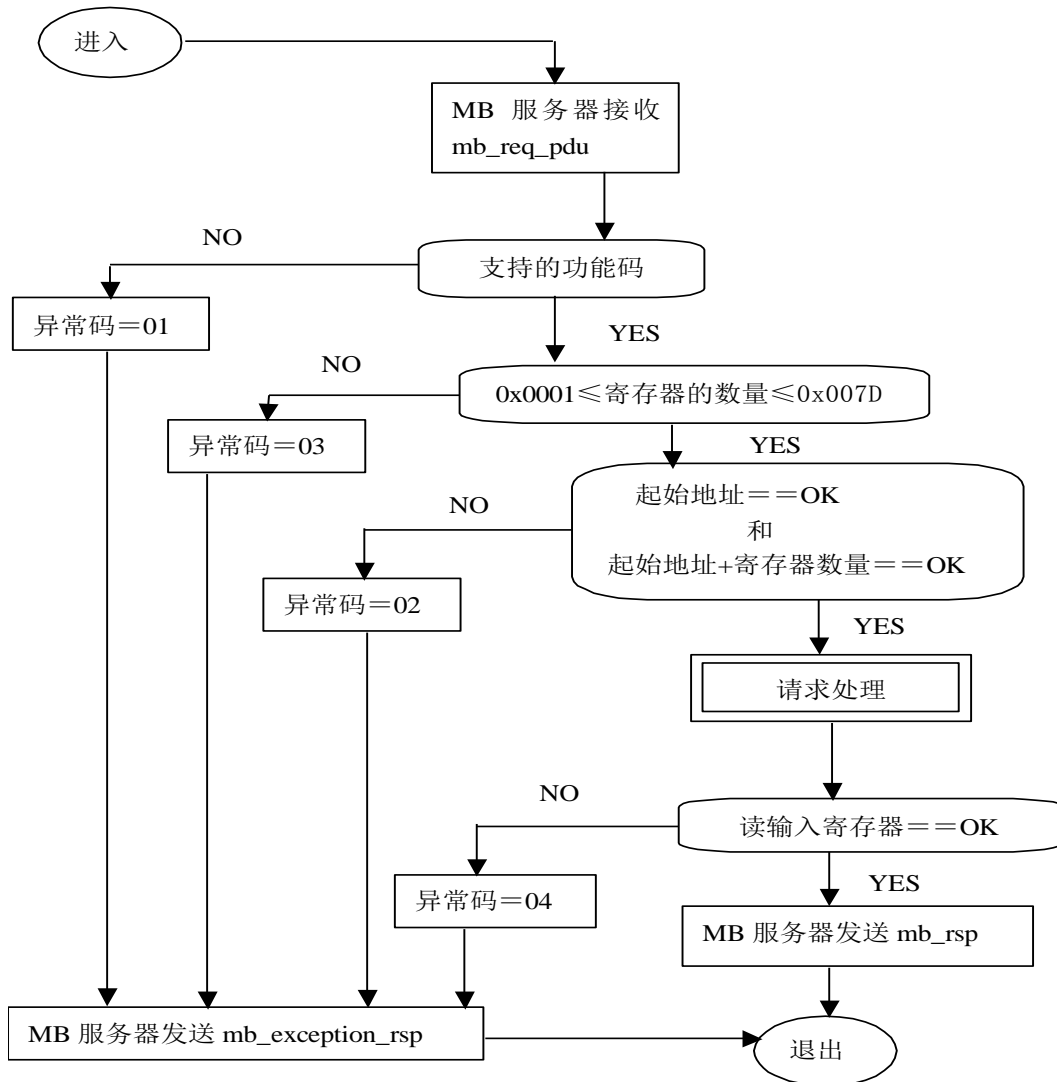 进入
MB 服务器接收
mb_req_pdu
NO
支持的功能码
异常码＝01
YES
NO
0x0001≤寄存器的数量≤0x007D
异常码＝03
YES
起始地址＝＝OK
NO
和
起始地址+寄存器数量＝＝OK
异常码＝02
YES
请求处理
NO
读输入寄存器＝＝OK
YES
异常码＝04
MB 服务器发送 mb_rsp
MB 服务器发送 mb_exception_rsp
退出